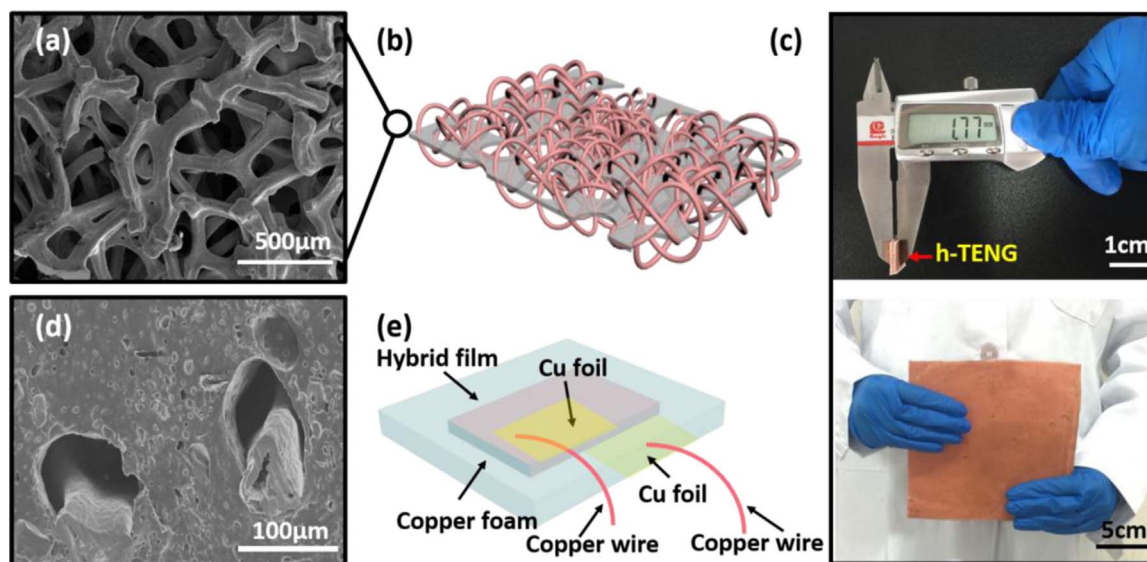 (a)
500μm
(b)
(c)
1.77
h-TENG
1cm
(d)
100μm
(e)
Hybrid film
Cu foil
Copper foam
Cu foil
Copper wire
Copper wire
5cm